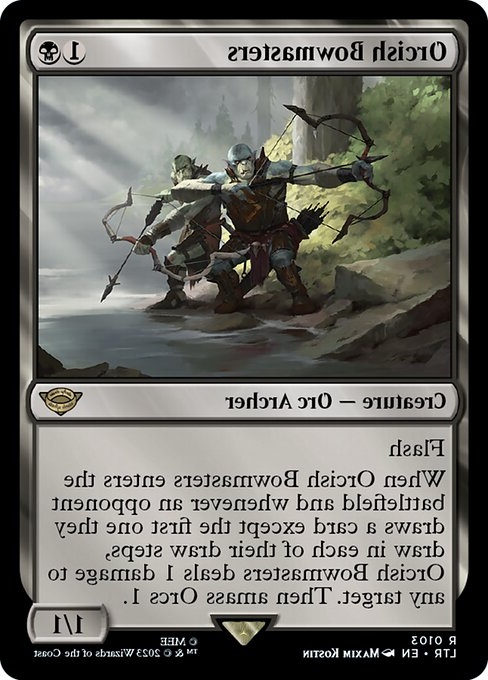 Orcish Bowmasters 1
Creature — Orc Archer
Flash
When Orcish Bowmasters enters the
battlefield and whenever an opponent
draws a card except the first one they
draw in each of their draw steps,
Orcish Bowmasters deals 1 damage to
any target. Then amass Orcs 1.
1/1
R 0103
LTR • EN Maxim Kostin
© MEE
™ & © 2023 Wizards of the Coast